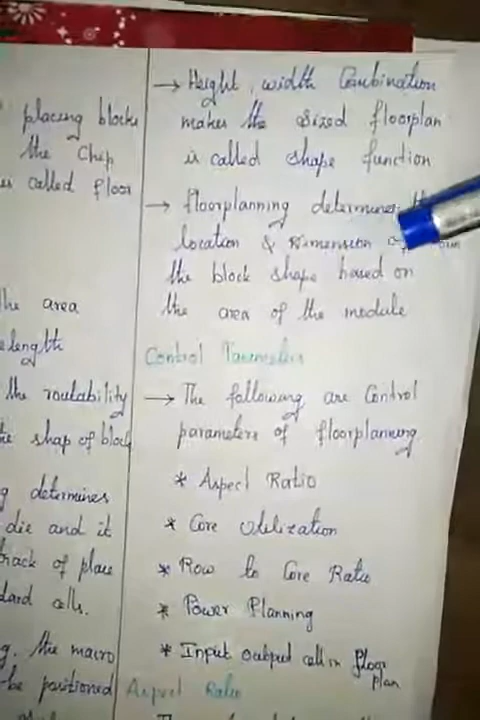 placing blocks
the Chip
called floor
the area
length
the routability
the shap of block
determines
die and it
track of place
dard cells.
g. the macro
be positioned
→ Height, width Combination
makes the sized floorplan
is called shape function
→ floorplanning determines
location & Dimension
the block shape based on
the area of the module
Control Parameters
→ The following are Control
parameters of floorplanning
* Aspect Ratio
* Core Utilization
* Row to Core Ratio
* Power Planning
* Input output cell in floor
plan
Aspect Ratio